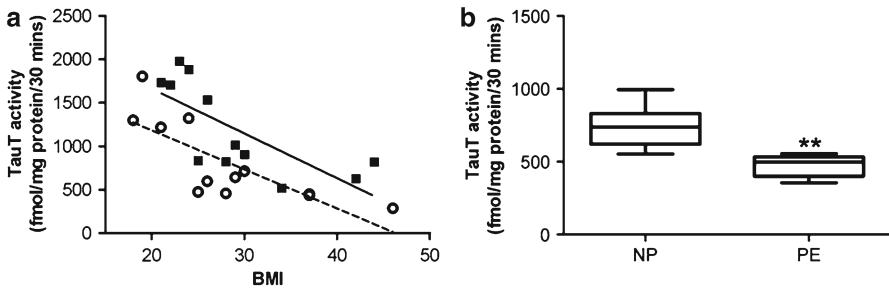 a
TauT activity
(fmol/mg protein/30 mins)
2500
2000
1500
1000
500
0
20 30 40 50
BMI
b
TauT activity
(fmol/mg protein/30 mins)
1500
1000
500
0
**
NP PE